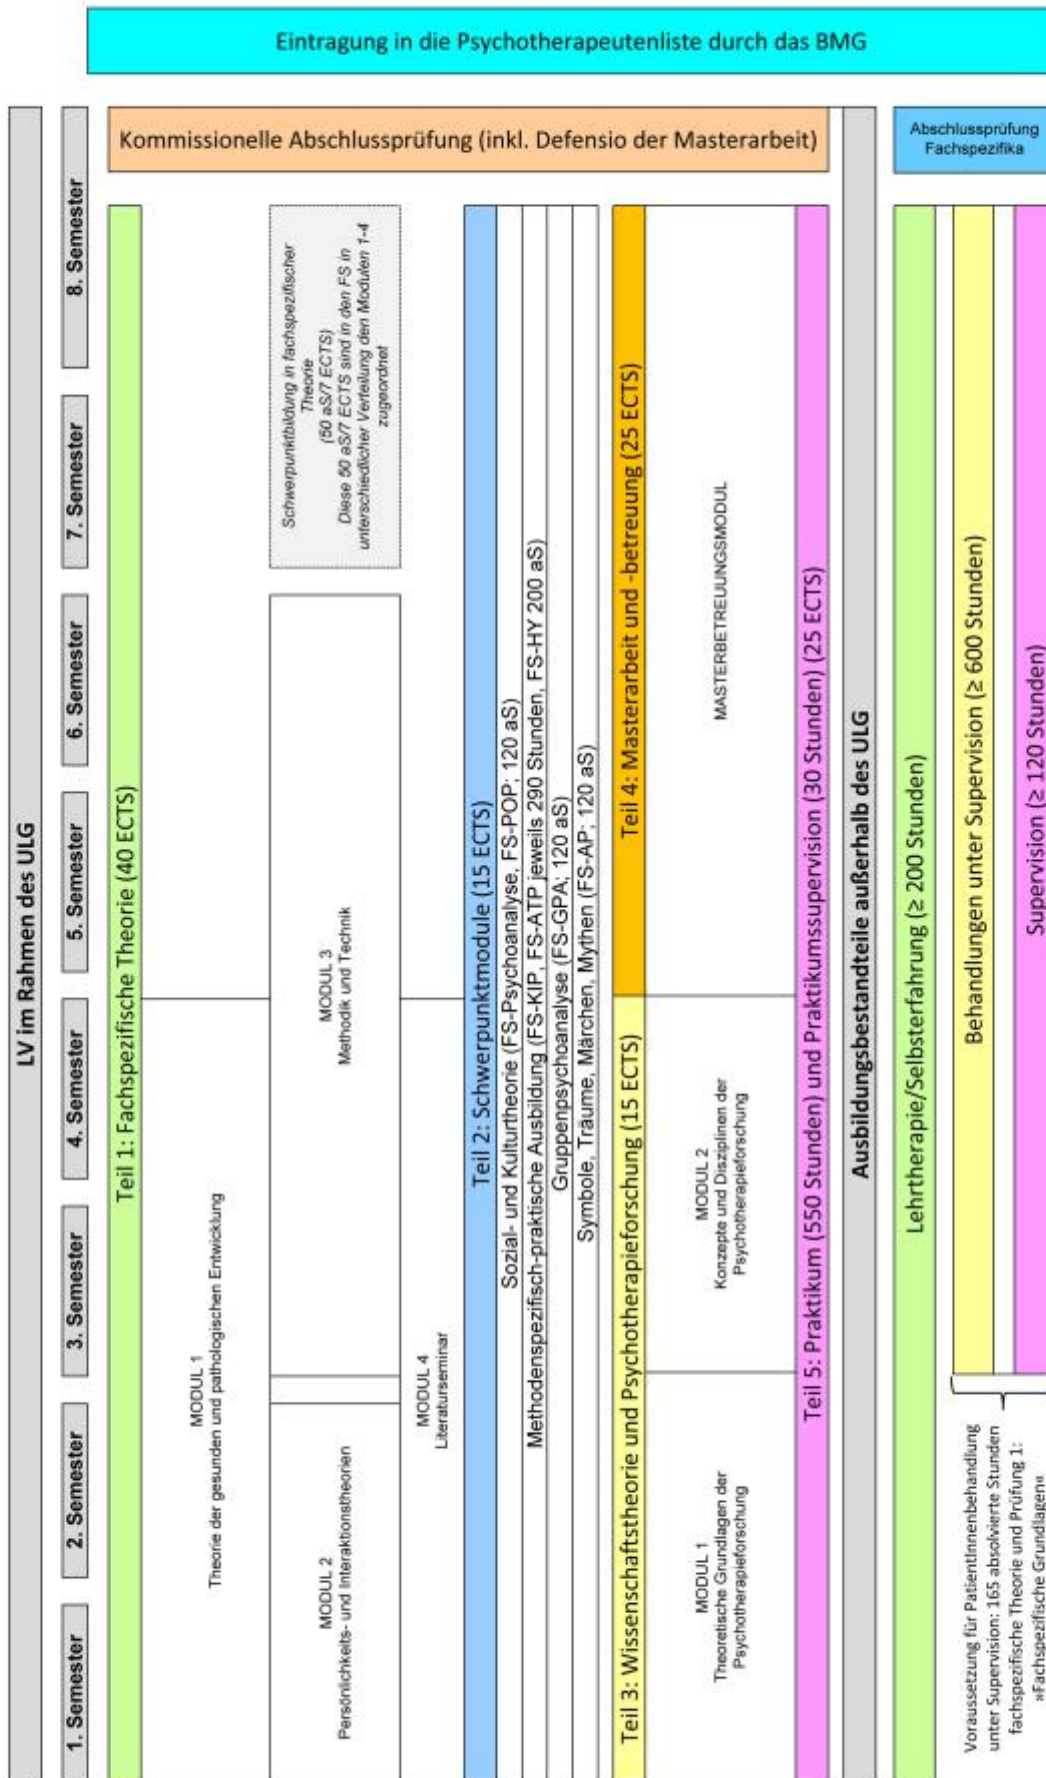 LV im Rahmen des ULG
1. Semester
2. Semester
3. Semester
4. Semester
5. Semester
6. Semester
7. Semester
8. Semester
Teil 1: Fachspezifische Theorie (40 ECTS)
MODUL 1
Theorie der gesunden und pathologischen Entwicklung
MODUL 2
Persönlichkeits- und Interaktionstheorien
MODUL 3
Methodik und Technik
Schwerpunktbildung in fachspezifischer
Theorie
(50 aS/7 ECTS)
Diese 50 aS/7 ECTS sind in den FS in
unterschiedlicher Verteilung den Modulen 1-4
zugeordnet
MODUL 4
Literaturseminar
Teil 2: Schwerpunktmodule (15 ECTS)
Sozial- und Kulturtheorie (FS-Psychoanalyse, FS-POP; 120 aS)
Methodenspezifisch-praktische Ausbildung (FS-KIP, FS-ATP jeweils 290 Stunden, FS-HY 200 aS)
Gruppenpsychoanalyse (FS-GPA; 120 aS)
Symbole, Träume, Märchen, Mythen (FS-AP; 120 aS)
Teil 3: Wissenschaftstheorie und Psychotherapieforschung (15 ECTS)
Teil 4: Masterarbeit und -betreuung (25 ECTS)
MODUL 1
Theoretische Grundlagen der
Psychotherapieforschung
MODUL 2
Konzepte und Disziplinen der
Psychotherapieforschung
MASTERBETREUUNGSMODUL
Teil 5: Praktikum (550 Stunden) und Praktikumssupervision (30 Stunden) (25 ECTS)
Kommissionelle Abschlussprüfung (inkl. Defensio der Masterarbeit)
Ausbildungsbestandteile außerhalb des ULG
Lehrtherapie/Selbsterfahrung (≥ 200 Stunden)
Voraussetzung für PatientInnenbehandlung
unter Supervision: 165 absolvierte Stunden
fachspezifische Theorie und Prüfung 1:
»Fachspezifische Grundlagen«
Behandlungen unter Supervision (≥ 600 Stunden)
Supervision (≥ 120 Stunden)
Abschlussprüfung
Fachspezifika
Eintragung in die Psychotherapeutenliste durch das BMG